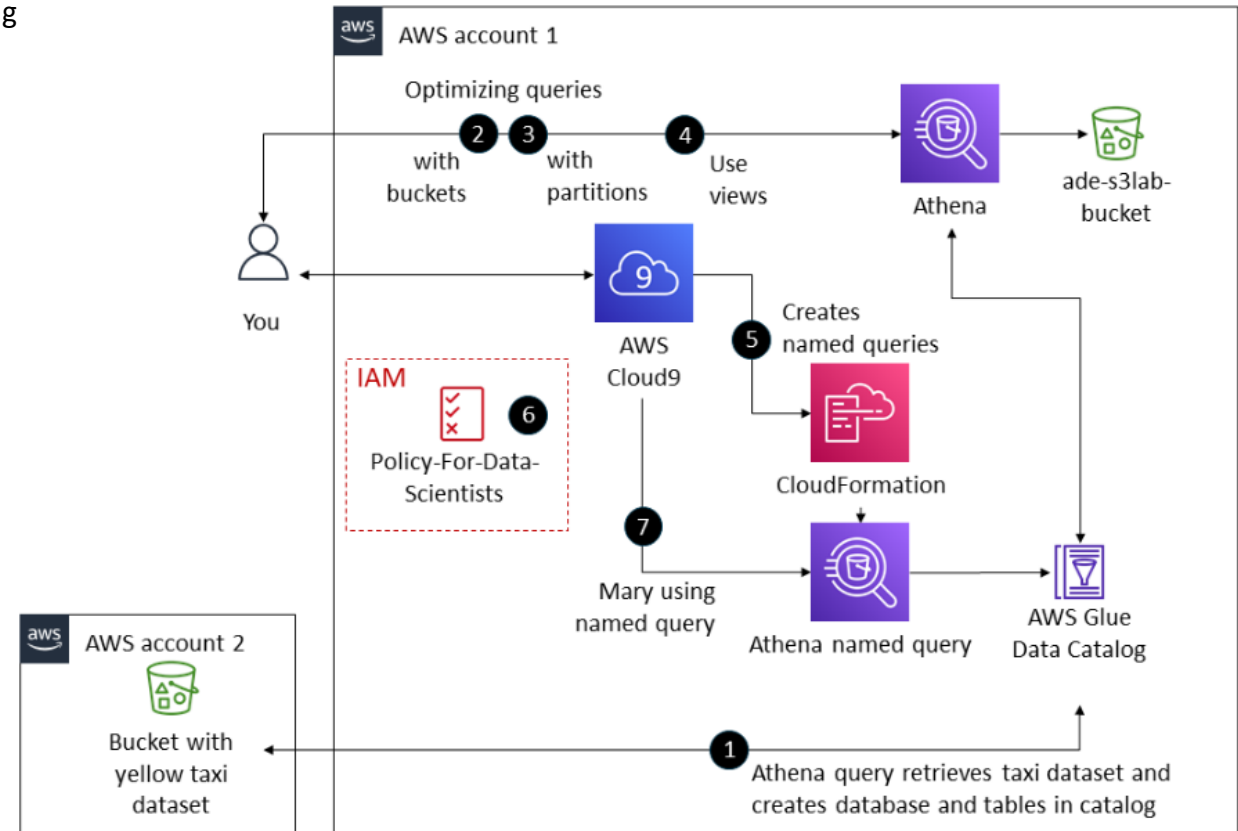 g
aws
AWS account 1
Optimizing queries
2
3
4
with
buckets
with
partitions
Use
views
Athena
ade-s3lab-
bucket
You
9
AWS
Cloud9
5
Creates
named queries
IAM
6
Policy-For-Data-
Scientists
CloudFormation
7
Mary using
named query
Athena named query
AWS Glue
Data Catalog
aws
AWS account 2
Bucket with
yellow taxi
dataset
1
Athena query retrieves taxi dataset and
creates database and tables in catalog